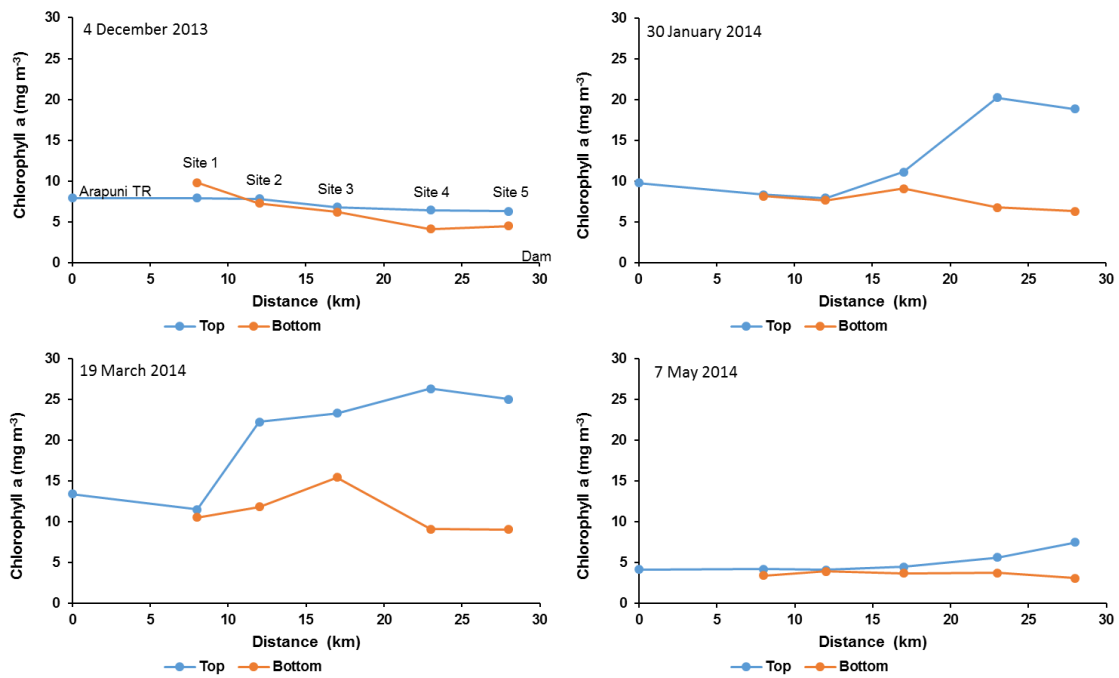 4 December 2013
Chlorophyll a (mg m-3)
30
25
20
15
10
5
0
Arapuni TR
Site 1
Site 2
Site 3
Site 4
Site 5
Dam
0 5 10 15 20 25 30
Distance (km)
Top Bottom
30 January 2014
Chlorophyll a (mg m-3)
30
25
20
15
10
5
0
0 5 10 15 20 25 30
Distance (km)
Top Bottom
19 March 2014
Chlorophyll a (mg m-3)
30
25
20
15
10
5
0
0 5 10 15 20 25 30
Distance (km)
Top Bottom
7 May 2014
Chlorophyll a (mg m-3)
30
25
20
15
10
5
0
0 5 10 15 20 25 30
Distance (km)
Top Bottom